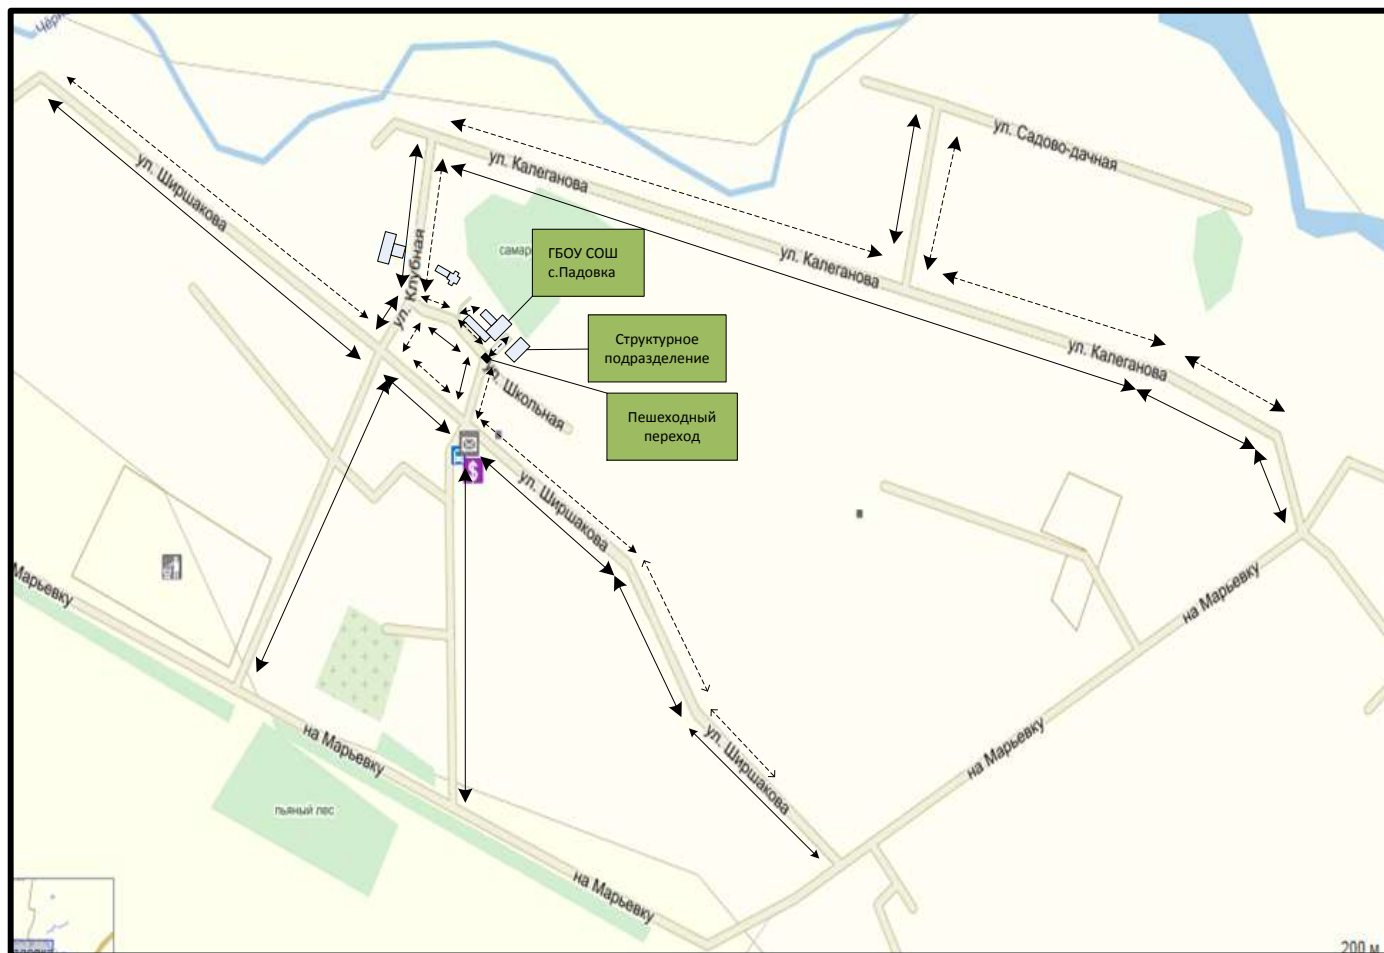 ул. Садово-дачная
ул. Калеганова
ул. Ширшакова
ул. Клубная
ГБОУ СОШ
с.Падовка
ул. Калеганова
Структурное
подразделение
ул. Калеганова
ул. Школьная
Пешеходный
переход
ул. Ширшакова
Марьевку
на Марьевку
на Марьевку
на Марьевку
ул. Ширшакова
пьяный лес
на Марьевку
200 м